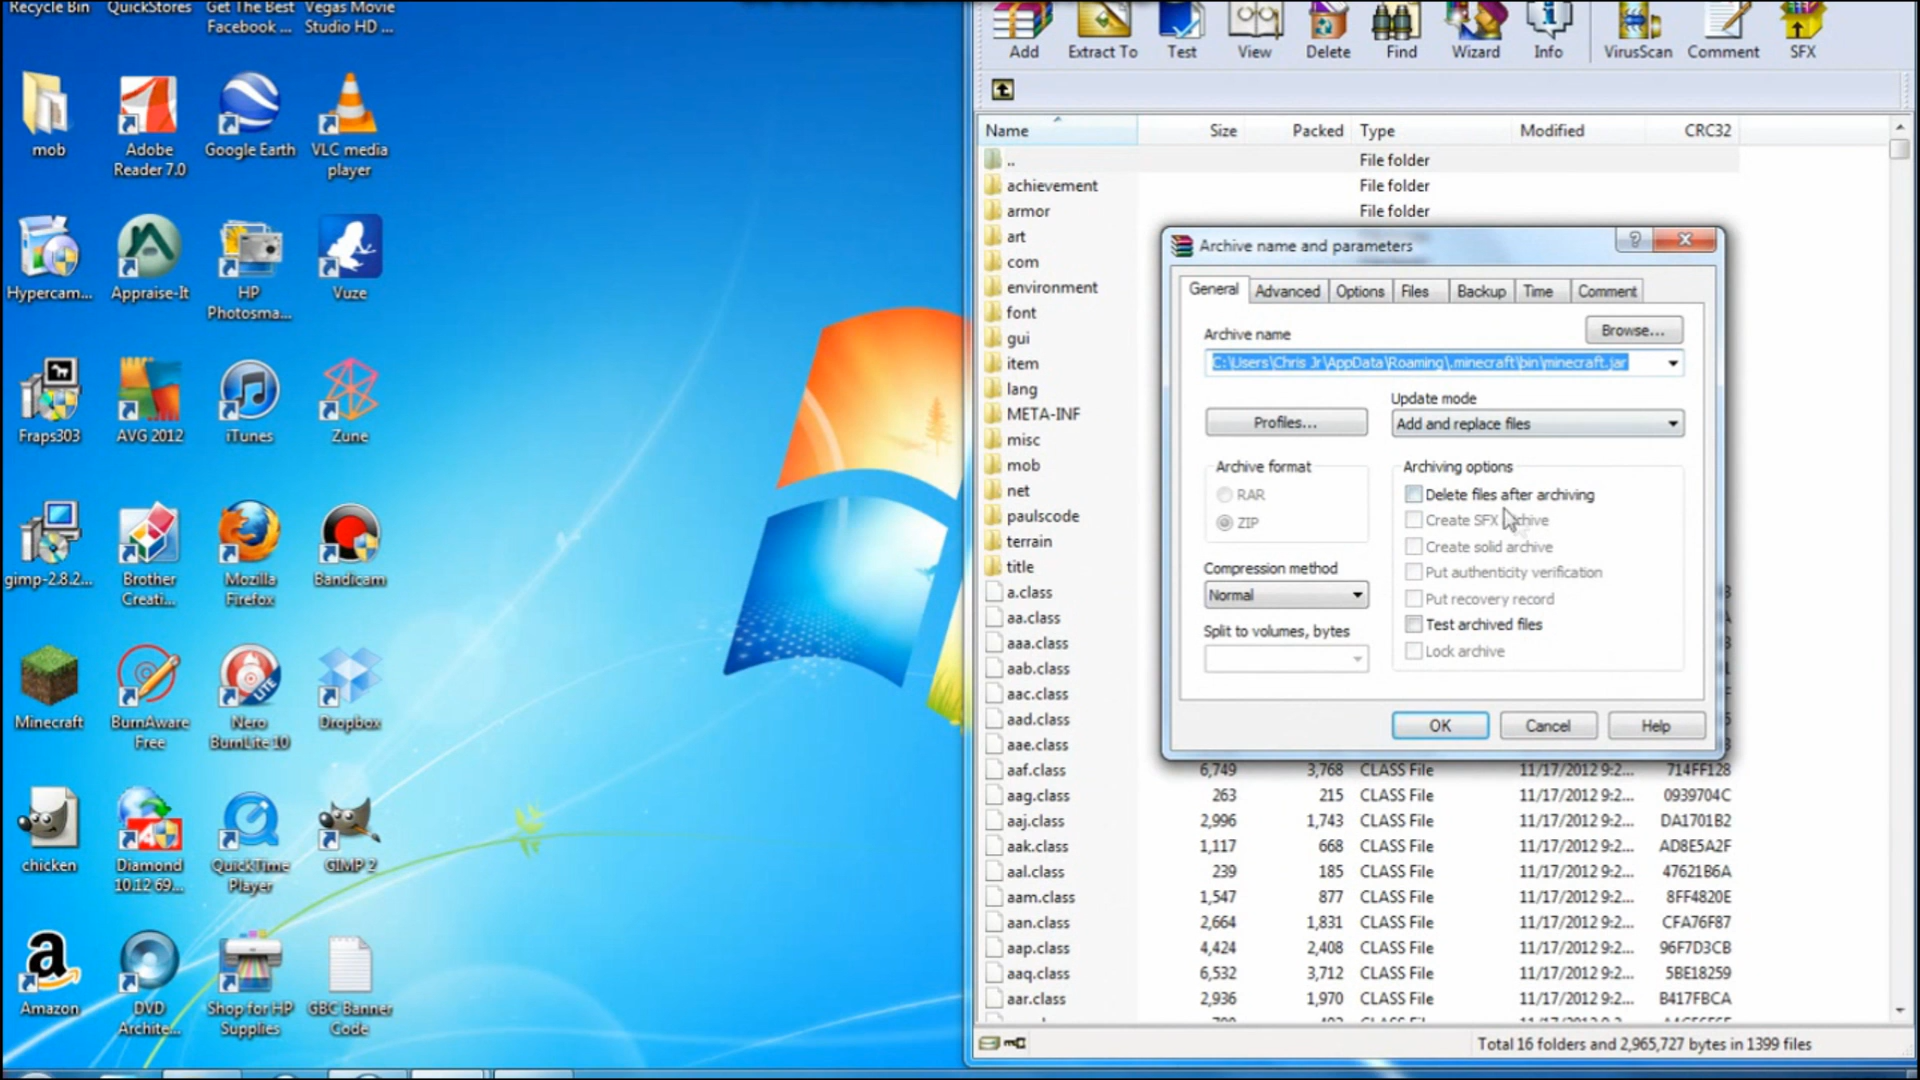 Recycle Bin
QuickStores
Get The Best
Facebook ...
Vegas Movie
Studio HD ...
mob
Adobe
Reader 7.0
Google Earth
VLC media
player
Hypercam...
Appraise-It
HP
Photosma...
Vuze
Fraps303
AVG 2012
iTunes
Zune
gimp-2.8.2...
Brother
Creati...
Mozilla
Firefox
Bandicam
Minecraft
BurnAware
Free
Nero
BurnLite 10
LITE
Dropbox
chicken
Diamond
10.12 69...
QuickTime
Player
GIMP 2
Amazon
DVD
Archite...
Shop for HP
Supplies
GBC Banner
Code
Add
Extract To
Test
View
Delete
Find
Wizard
Info
VirusScan
Comment
SFX
Name Size Packed Type Modified CRC32
.. File folder
achievement File folder
armor File folder
art
com
environment
font
gui
item
lang
META-INF
misc
mob
net
paulscode
terrain
title
a.class
aa.class
aaa.class
aab.class
aac.class
aad.class
aae.class
aaf.class 6,749 3,768 CLASS File 11/17/2012 9:2... 714FF128
aag.class 263 215 CLASS File 11/17/2012 9:2... 0939704C
aaj.class 2,996 1,743 CLASS File 11/17/2012 9:2... DA1701B2
aak.class 1,117 668 CLASS File 11/17/2012 9:2... AD8E5A2F
aal.class 239 185 CLASS File 11/17/2012 9:2... 47621B6A
aam.class 1,547 877 CLASS File 11/17/2012 9:2... 8FF4820E
aan.class 2,664 1,831 CLASS File 11/17/2012 9:2... CFA76F87
aap.class 4,424 2,408 CLASS File 11/17/2012 9:2... 96F7D3CB
aaq.class 6,532 3,712 CLASS File 11/17/2012 9:2... 5BE18259
aar.class 2,936 1,970 CLASS File 11/17/2012 9:2... B417FBCA
Archive name and parameters
General Advanced Options Files Backup Time Comment
Archive name
Browse...
C:\Users\Chris Jr\AppData\Roaming\.minecraft\bin\minecraft.jar
Profiles...
Update mode
Add and replace files
Archive format
RAR
ZIP
Compression method
Normal
Split to volumes, bytes
Archiving options
Delete files after archiving
Create SFX
Create solid archive
Put authenticity verification
Put recovery record
Test archived files
Lock archive
OK Cancel Help
Total 16 folders and 2,965,727 bytes in 1399 files